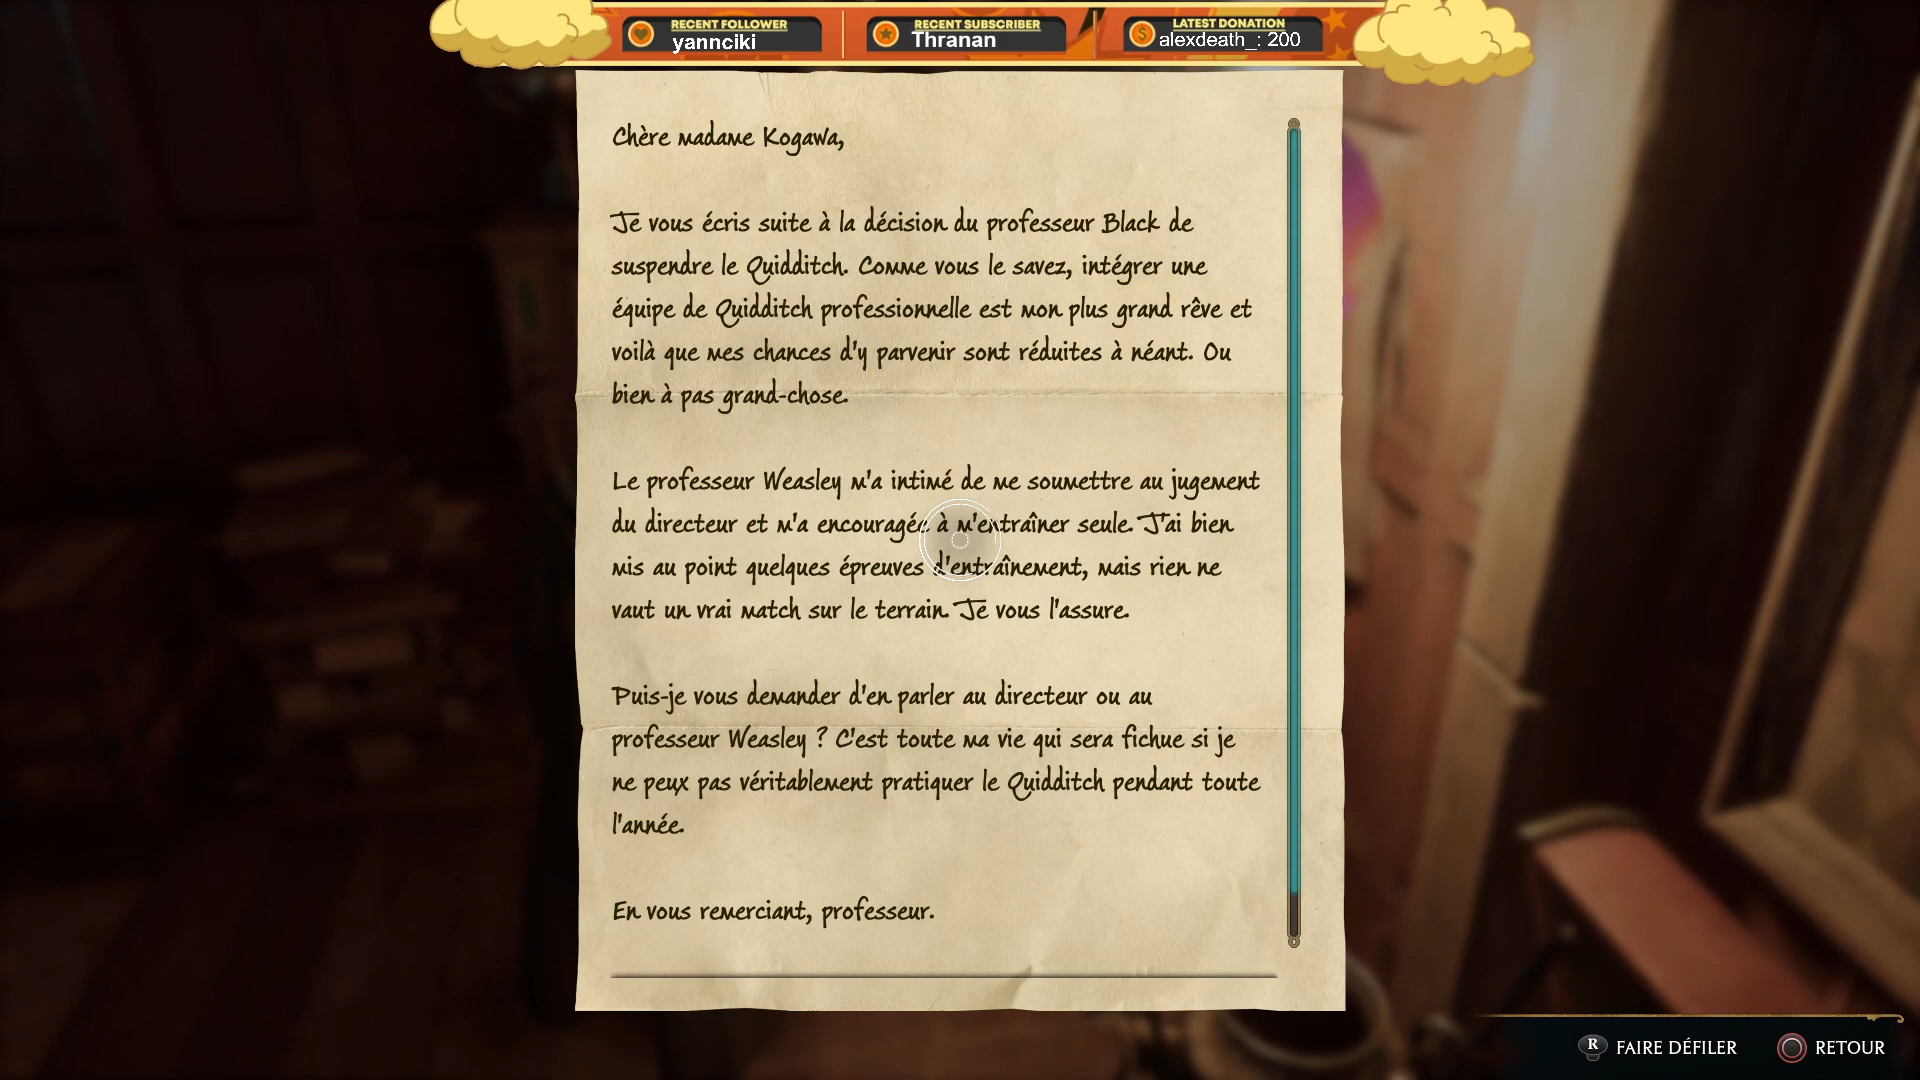 RECENT FOLLOWER
yannciki
RECENT SUBSCRIBER
Thranan
LATEST DONATION
alexdeath_: 200
Chère madame Kogawa,
Je vous écris suite à la décision du professeur Black de
suspendre le Quidditch. Comme vous le savez, intégrer une
équipe de Quidditch professionnelle est mon plus grand rêve et
voilà que mes chances d'y parvenir sont réduites à néant. Ou
bien à pas grand-chose.
Le professeur Weasley m'a intimé de me soumettre au jugement
du directeur et m'a encouragée à m'entraîner seule. J'ai bien
mis au point quelques épreuves d'entraînement, mais rien ne
vaut un vrai match sur le terrain. Je vous l'assure.
Puis-je vous demander d'en parler au directeur ou au
professeur Weasley ? C'est toute ma vie qui sera fichue si je
ne peux pas véritablement pratiquer le Quidditch pendant toute
l'année.
En vous remerciant, professeur.
R FAIRE DÉFILER
RETOUR